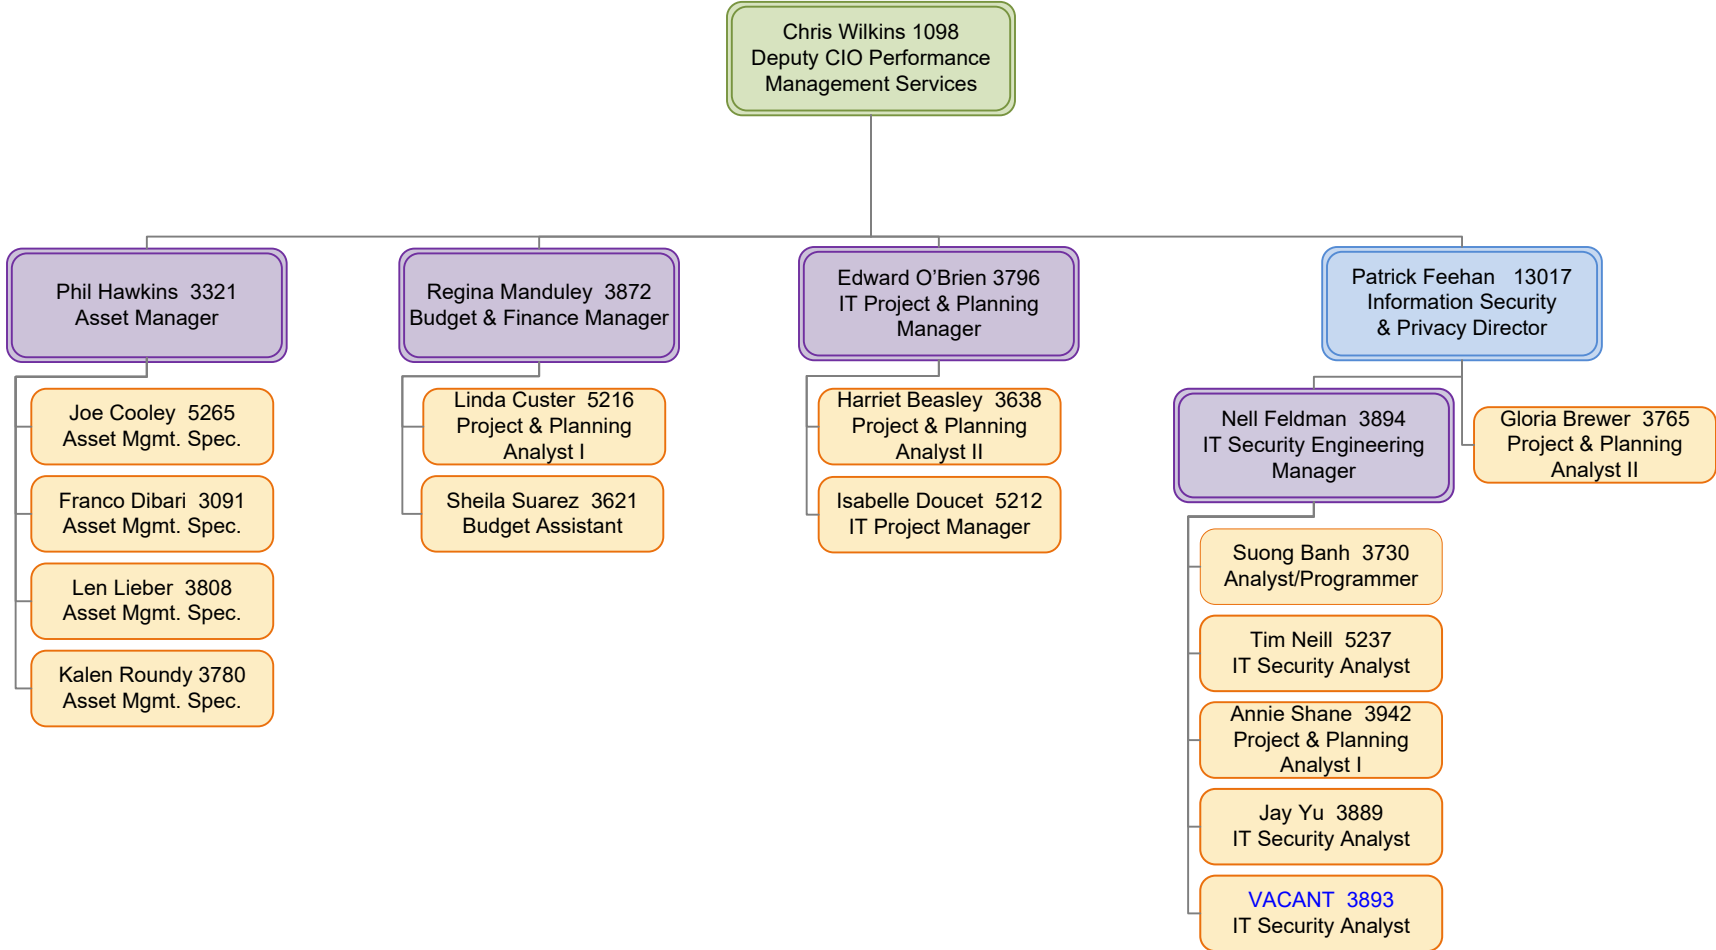 Chris Wilkins 1098
Deputy CIO Performance
Management Services
Phil Hawkins 3321
Asset Manager
Joe Cooley 5265
Asset Mgmt. Spec.
Franco Dibari 3091
Asset Mgmt. Spec.
Len Lieber 3808
Asset Mgmt. Spec.
Kalen Roundy 3780
Asset Mgmt. Spec.
Regina Manduley 3872
Budget & Finance Manager
Linda Custer 5216
Project & Planning
Analyst I
Sheila Suarez 3621
Budget Assistant
Edward O’Brien 3796
IT Project & Planning
Manager
Harriet Beasley 3638
Project & Planning
Analyst II
Isabelle Doucet 5212
IT Project Manager
Patrick Feehan 13017
Information Security
& Privacy Director
Nell Feldman 3894
IT Security Engineering
Manager
Suong Banh 3730
Analyst/Programmer
Tim Neill 5237
IT Security Analyst
Annie Shane 3942
Project & Planning
Analyst I
Jay Yu 3889
IT Security Analyst
VACANT 3893
IT Security Analyst
Gloria Brewer 3765
Project & Planning
Analyst II